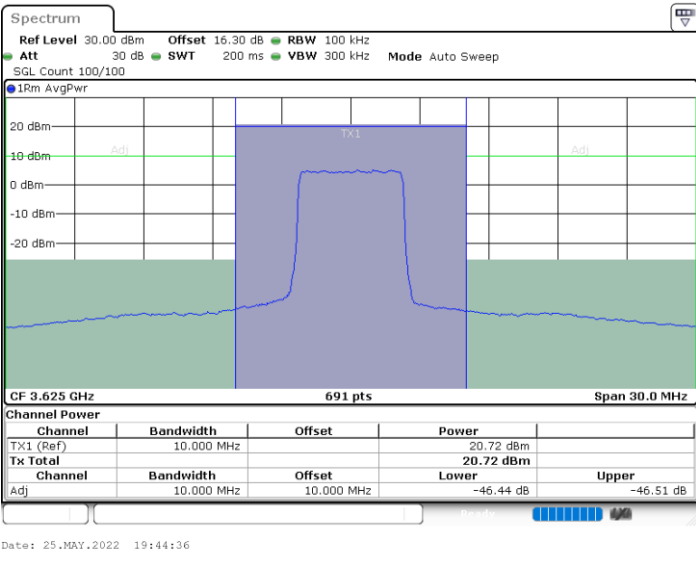 Spectrum
Ref Level 30.00 dBm Offset 16.30 dB RBW 100 kHz
Att 30 dB SWT 200 ms VBW 300 kHz Mode Auto Sweep
SGL Count 100/100
1Rm AvgPwr
20 dBm
TX1
Adj Adj
10 dBm
0 dBm
-10 dBm
-20 dBm
CF 3.625 GHz 691 pts Span 30.0 MHz
Channel Power
Channel Bandwidth Offset Power
TX1 (Ref) 10.000 MHz 20.72 dBm
Tx Total 20.72 dBm
Channel Bandwidth Offset Lower Upper
Adj 10.000 MHz 10.000 MHz -46.44 dB -46.51 dB
Ready
Date: 25.MAY.2022 19:44:36